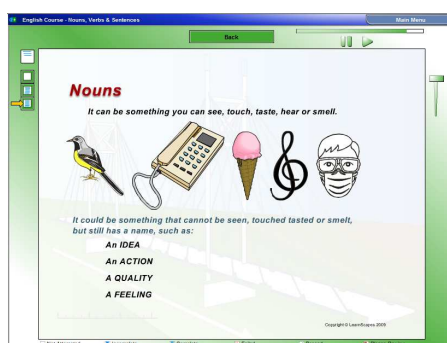 English Course - Nouns, Verbs & Sentences
Main Menu
Back
Nouns
It can be something you can see, touch, taste, hear or smell.
It could be something that cannot be seen, touched tasted or smelt,
but still has a name, such as:
An IDEA
An ACTION
A QUALITY
A FEELING
Copyright © LearnScapes 2009